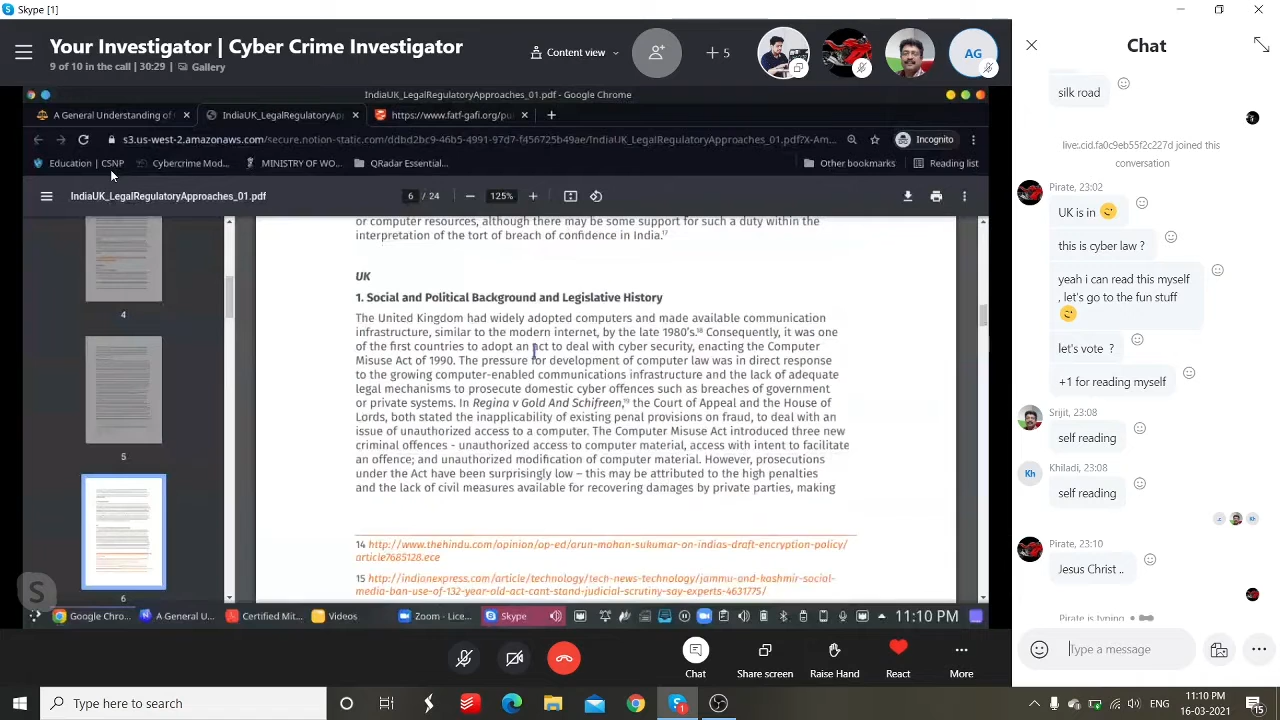 Skype [1]
Your Investigator | Cyber Crime Investigator
9 of 10 in the call | 30:29 | Gallery
Content view
+ 5
AG
IndiaUK_LegalRegulatoryApproaches_01.pdf - Google Chrome
A General Understanding of C
IndiaUK_LegalRegulatoryAp
https://www.fatf-gafi.org/pu
s3.us-west-2.amazonaws.com/secure.notion-static.com/ddbd2bc9-46b5-4991-97d7-f456725b49ae/IndiaUK_LegalRegulatoryApproaches_01.pdf?X-Am...
Incognito
Education | CSNP
Cybercrime Mod...
MINISTRY OF WO...
QRadar Essential...
Other bookmarks
Reading list
IndiaUK_LegalRegulatoryApproaches_01.pdf
6 / 24
125%
4
5
or computer resources, although there may be some support for such a duty within the
interpretation of the tort of breach of confidence in India.17
UK
1. Social and Political Background and Legislative History
The United Kingdom had widely adopted computers and made available communication
infrastructure, similar to the modern internet, by the late 1980's.18 Consequently, it was one
of the first countries to adopt an act to deal with cyber security, enacting the Computer
Misuse Act of 1990. The pressure for development of computer law was in direct response
to the growing computer-enabled communications infrastructure and the lack of adequate
legal mechanisms to prosecute domestic cyber offences such as breaches of government
or private systems. In Regina v Gold And Schifreen,19 the Court of Appeal and the House of
Lords, both stated the inapplicability of existing penal provisions on fraud, to deal with an
issue of unauthorized access to a computer. The Computer Misuse Act introduced three new
criminal offences - unauthorized access to computer material, access with intent to facilitate
an offence; and unauthorized modification of computer material. However, prosecutions
under the Act have been surprisingly low – this may be attributed to the high penalties
and the lack of civil measures available for recovering damages by private parties, making
14 http://www.thehindu.com/opinion/op-ed/arun-mohan-sukumar-on-indias-draft-encryption-policy/
article7685128.ece
15 http://indianexpress.com/article/technology/tech-news-technology/jammu-and-kashmir-social-
media-ban-use-of-132-year-old-act-cant-stand-judicial-scrutiny-say-experts-4631775/
Google Chro...
A General U...
Certified Mit...
Videos
Zoom - Lice...
Skype
11:10 PM
Chat
Share screen
Raise Hand
React
More
Chat
silk road
live:.cid.fa0c9eb55f2c227d joined this
conversation
Pirate, 23:02
UK is in
this is cyber law ?
yeah i can read this myself
, let's go to the fun stuff
let's vote ?
+1 for reading myself
Srijit, 23:08
self reading
Kh
Khiladi, 23:08
self reading
Pirate, 23:10
Jesus Christ ..
Pirate is typing
Type a message
Type here to search
ENG
11:10 PM
16-03-2021
15